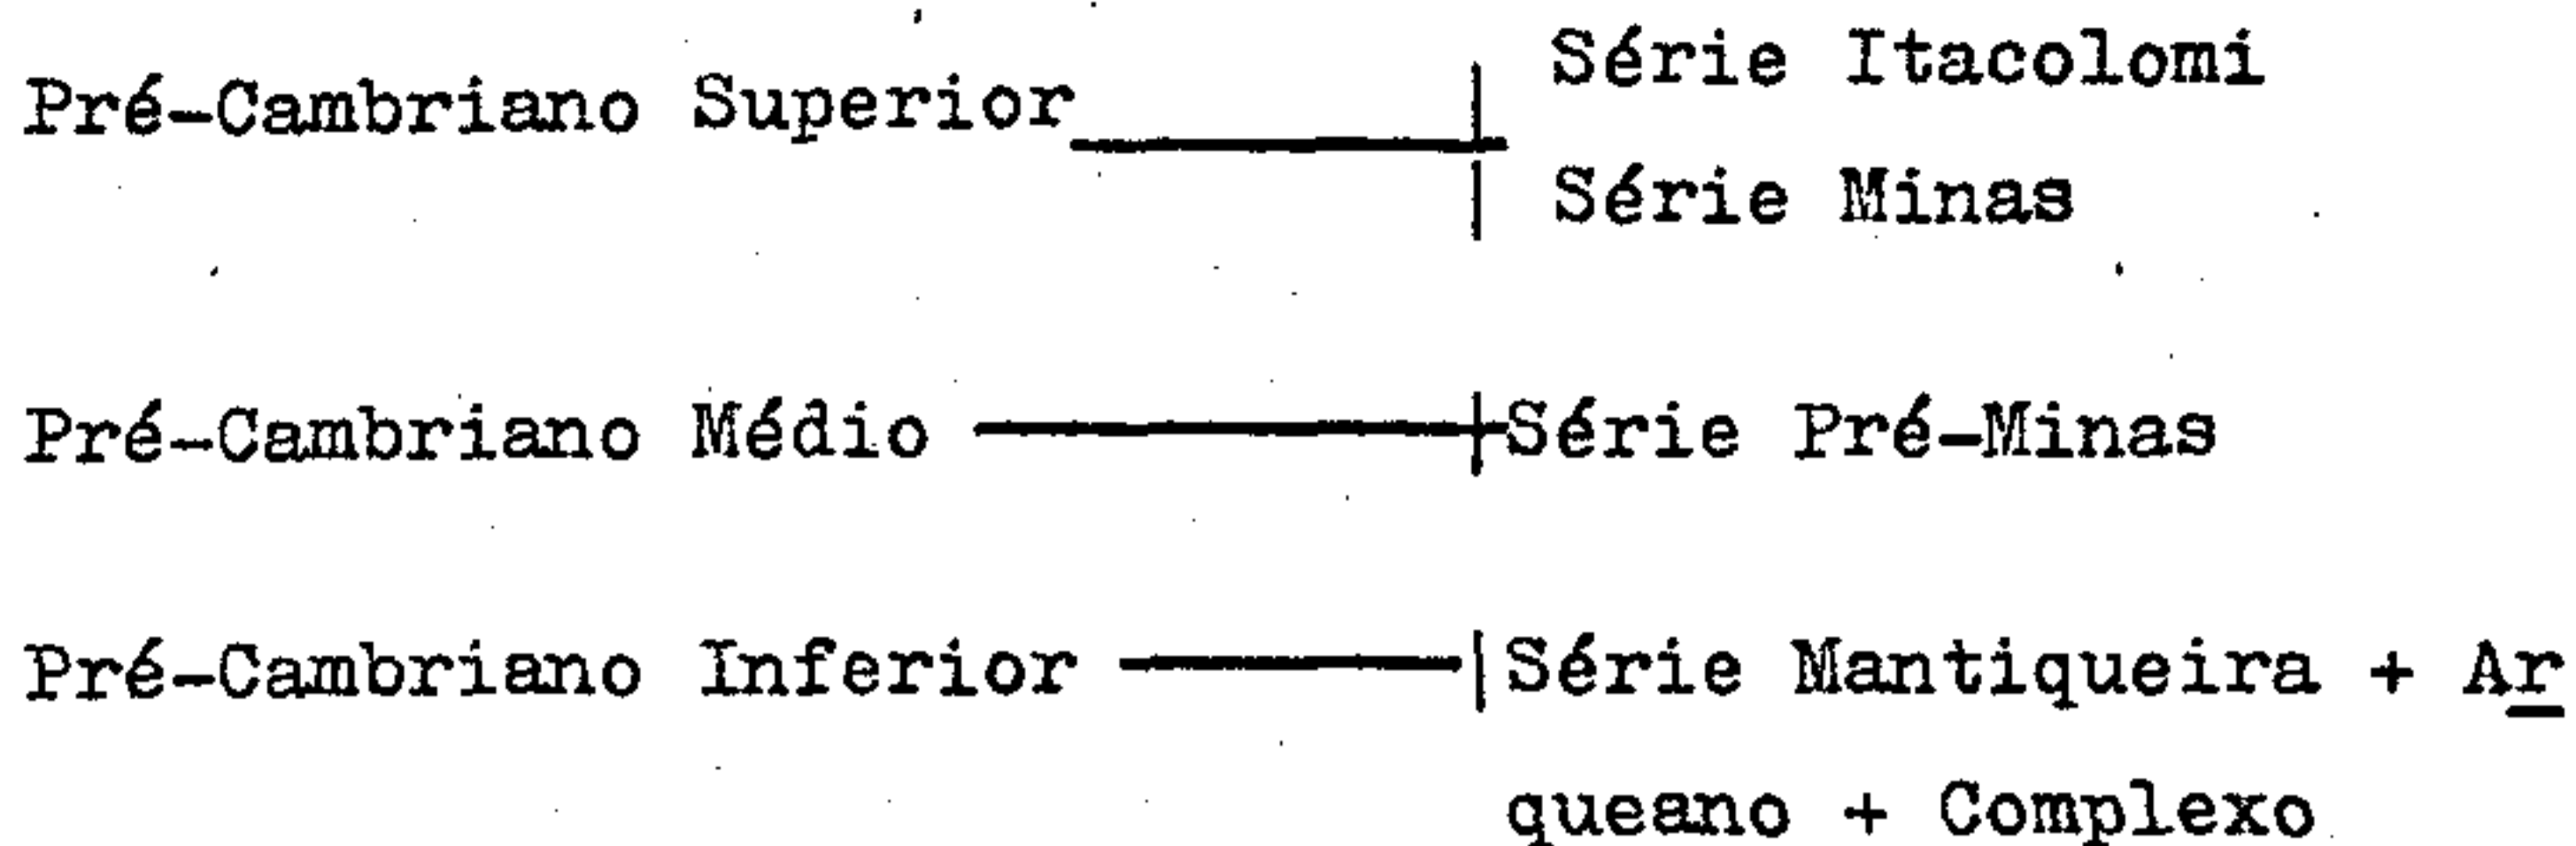 Série Itacolomí
Pré-Cambriano Superior
Série Minas
Pré-Cambriano Médio Série Pré-Minas
Pré-Cambriano Inferior Série Mantiqueira + Ar
queano + Complexo